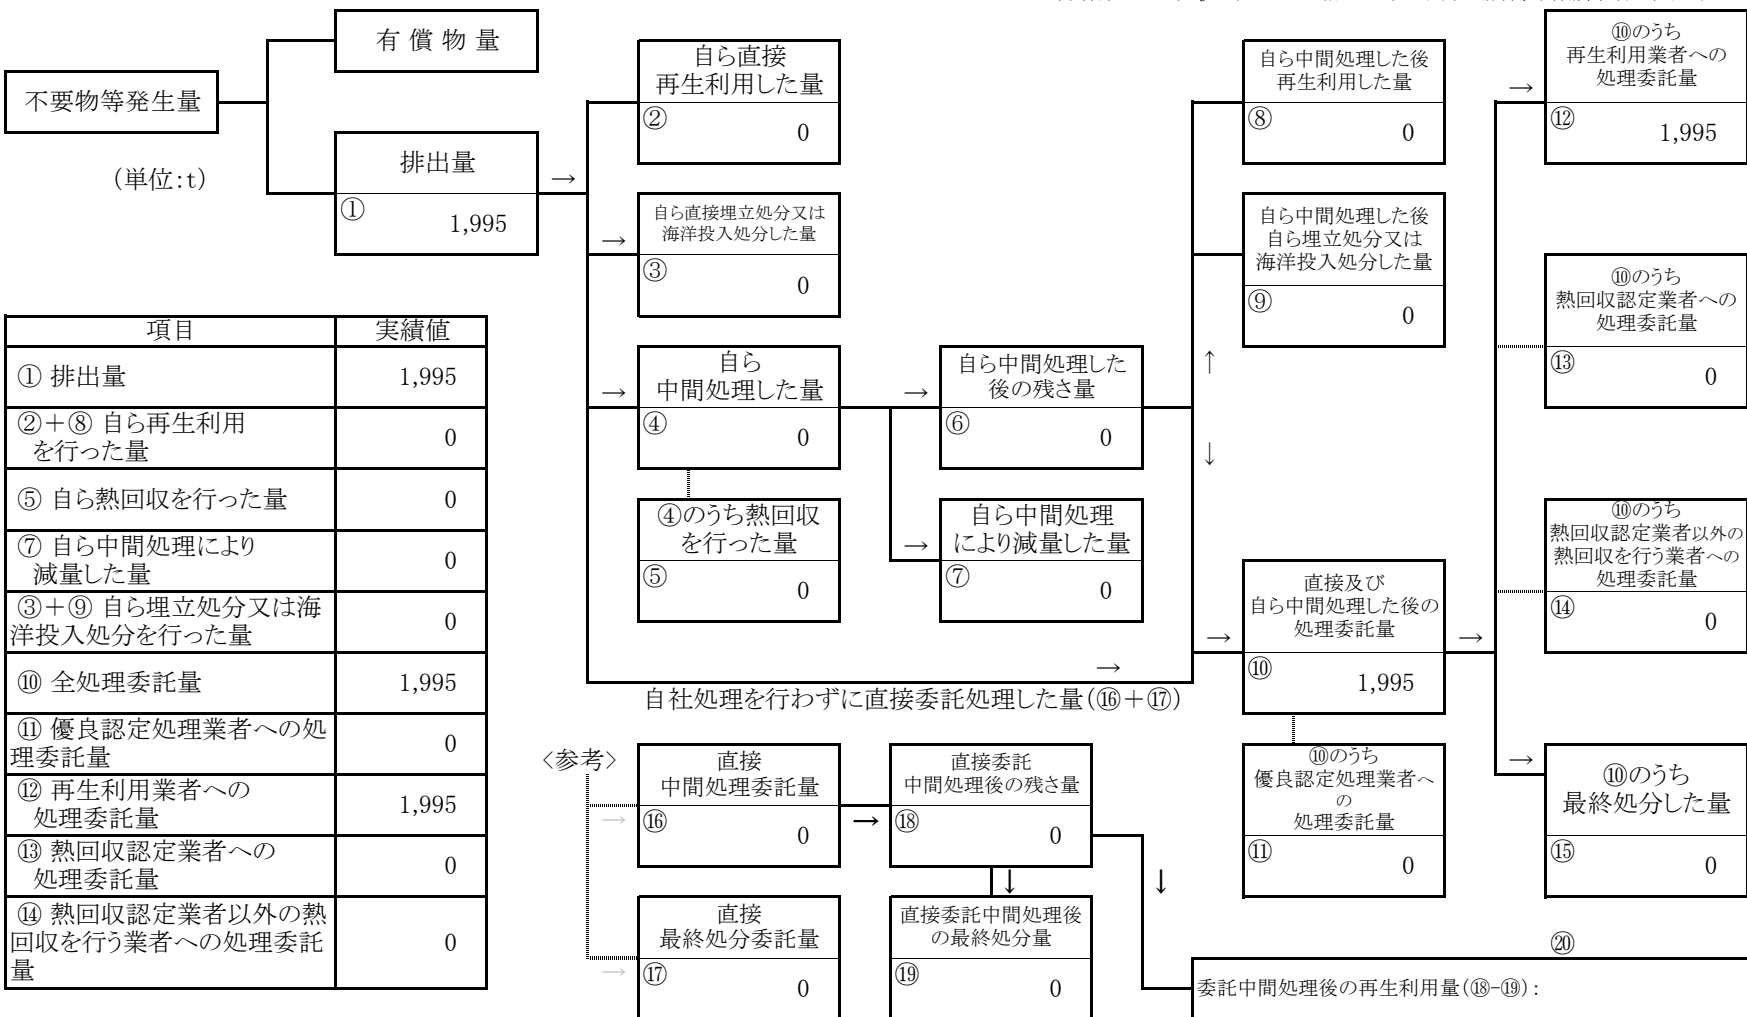 有 償 物 量
不要物等発生量
(単位:t)
排出量
①
1,995
→
自ら直接
再生利用した量
②
0
→
自ら直接埋立処分又は
海洋投入処分した量
③
0
→
自ら
中間処理した量
④
0
④のうち熱回収
を行った量
⑤
0
→
自ら中間処理した
後の残さ量
⑥
0
→
自ら中間処理
により減量した量
⑦
0
↑
↓
自ら中間処理した後
再生利用した量
⑧
0
自ら中間処理した後
自ら埋立処分又は
海洋投入処分した量
⑨
0
→
自社処理を行わずに直接委託処理した量(⑯+⑰)
→
直接及び
自ら中間処理した後の
処理委託量
⑩
1,995
⑩のうち
優良認定処理業者へ
の
処理委託量
⑪
0
→
→
⑩のうち
再生利用業者への
処理委託量
⑫
1,995
⑩のうち
熱回収認定業者への
処理委託量
⑬
0
⑩のうち
熱回収認定業者以外の
熱回収を行う業者への
処理委託量
⑭
0
→
⑩のうち
最終処分した量
⑮
0
項目 実績値
① 排出量 1,995
②+⑧ 自ら再生利用
を行った量 0
⑤ 自ら熱回収を行った量 0
⑦ 自ら中間処理により
減量した量 0
③+⑨ 自ら埋立処分又は海
洋投入処分を行った量 0
⑩ 全処理委託量 1,995
⑪ 優良認定処理業者への処
理委託量 0
⑫ 再生利用業者への
処理委託量 1,995
⑬ 熱回収認定業者への
処理委託量 0
⑭ 熱回収認定業者以外の熱
回収を行う業者への処理委託
量 0
<参考>
→
直接
中間処理委託量
⑯
0
→
直接委託
中間処理後の残さ量
⑱
0
→
直接
最終処分委託量
⑰
0
↓
直接委託中間処理後
の最終処分量
⑲
0
↓
⑳
委託中間処理後の再生利用量(⑱-⑲):